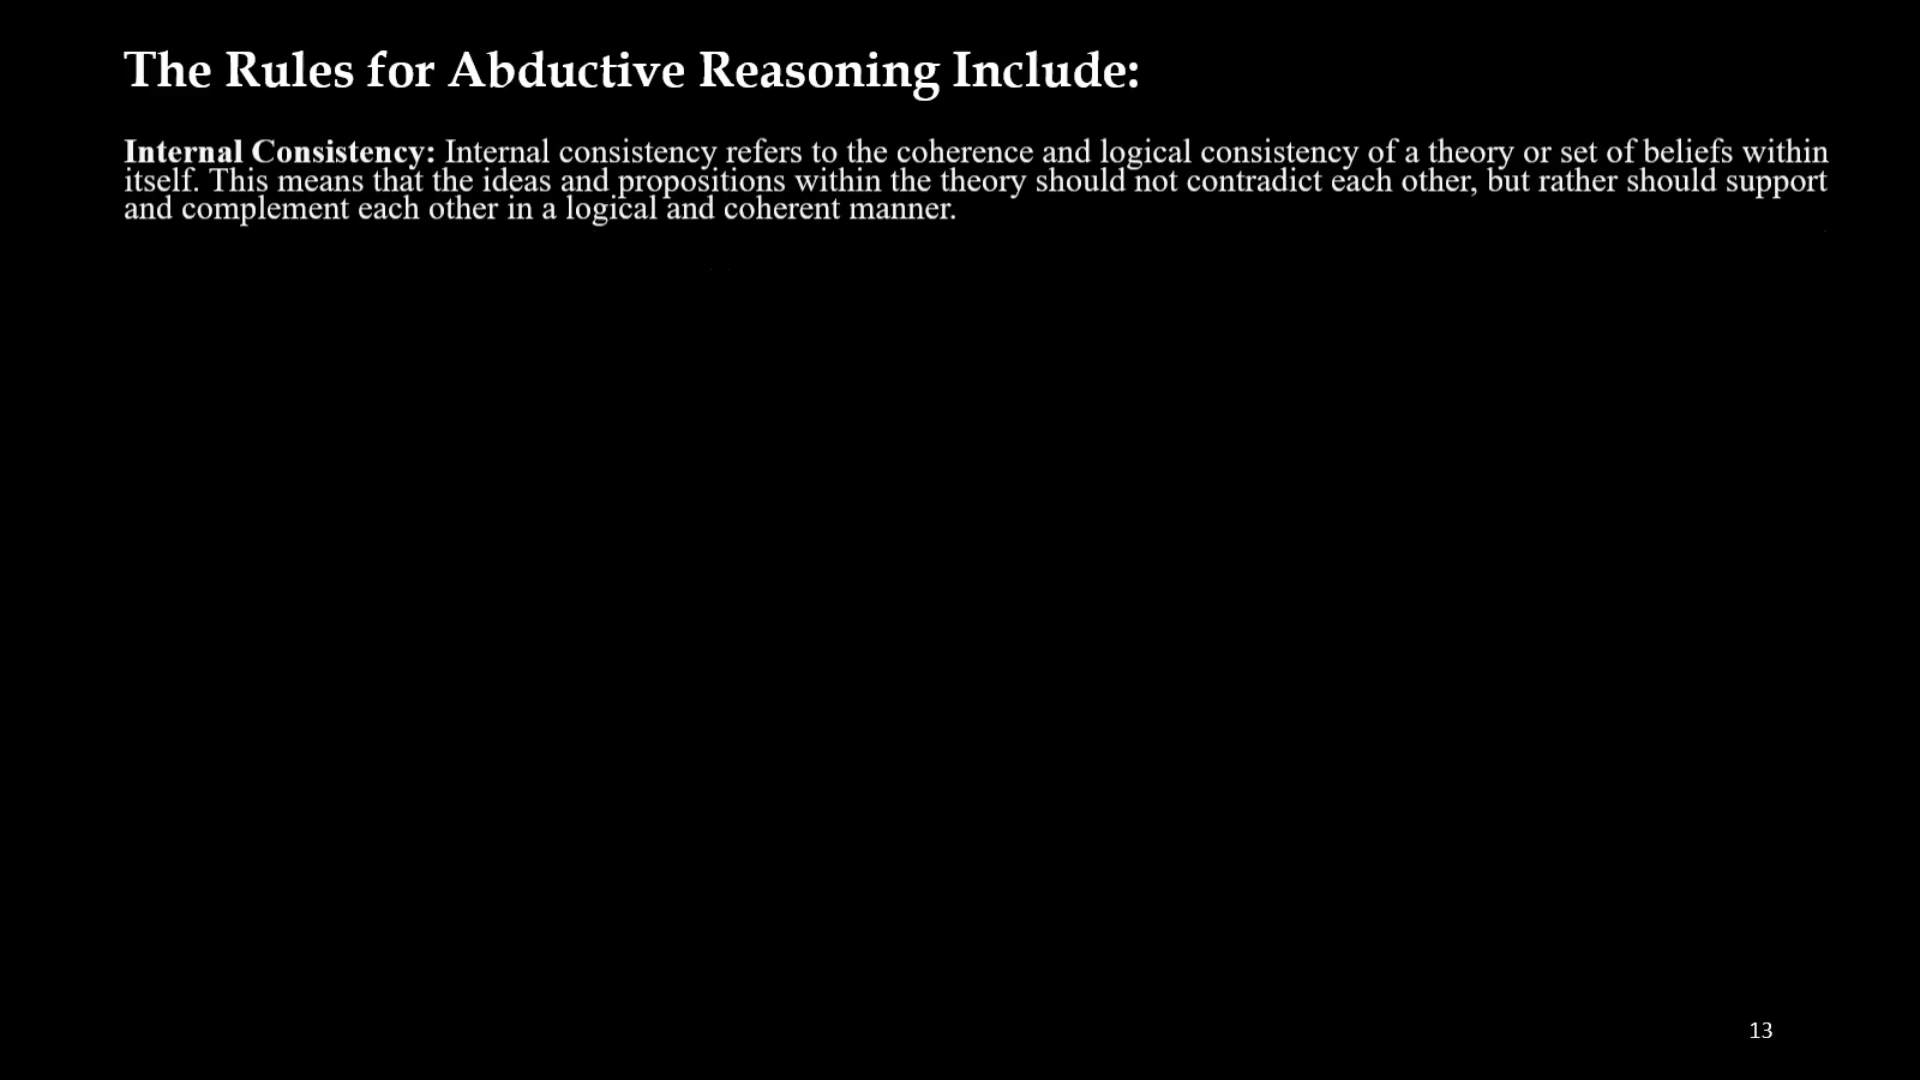 The Rules for Abductive Reasoning Include:
Internal Consistency: Internal consistency refers to the coherence and logical consistency of a theory or set of beliefs within
itself. This means that the ideas and propositions within the theory should not contradict each other, but rather should support
and complement each other in a logical and coherent manner.
13